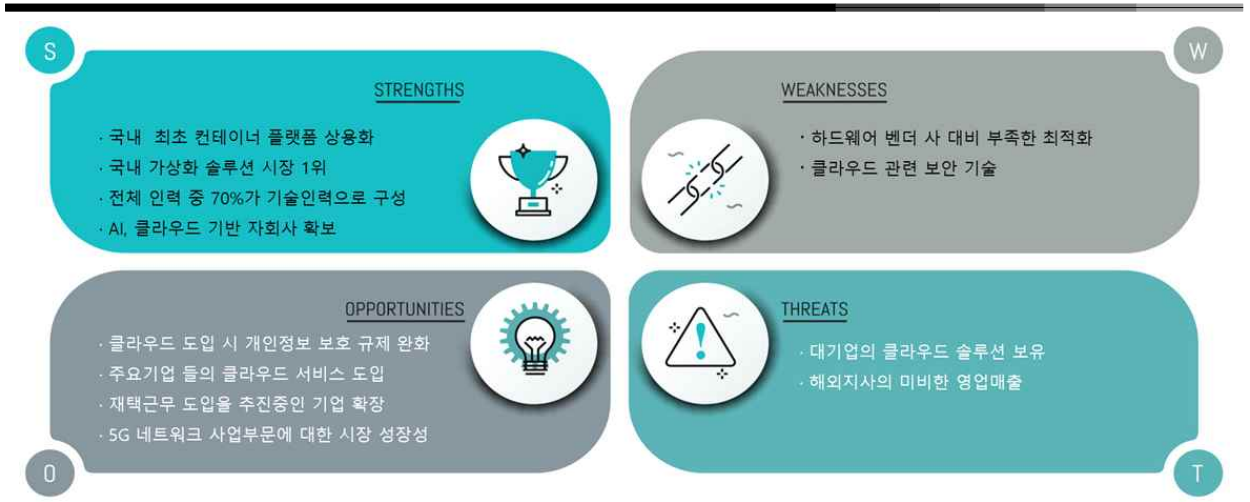 S
STRENGTHS
· 국내 최초 컨테이너 플랫폼 상용화
· 국내 가상화 솔루션 시장 1위
· 전체 인력 중 70%가 기술인력으로 구성
· AI, 클라우드 기반 자회사 확보
W
WEAKNESSES
· 하드웨어 벤더 사 대비 부족한 최적화
· 클라우드 관련 보안 기술
OPPORTUNITIES
· 클라우드 도입 시 개인정보 보호 규제 완화
· 주요기업 들의 클라우드 서비스 도입
· 재택근무 도입을 추진중인 기업 확장
· 5G 네트워크 사업부문에 대한 시장 성장성
O
THREATS
· 대기업의 클라우드 솔루션 보유
· 해외지사의 미비한 영업매출
T